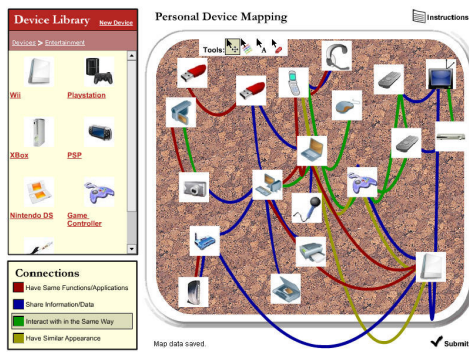 Device Library New Device
Devices > Entertainment
Wii
Playstation
XBox
PSP
Nintendo DS
Game
Controller
Connections
Have Same Functions/Applications
Share Information/Data
Interact with in the Same Way
Have Similar Appearance
Personal Device Mapping
Instructions
Tools:
A
Map data saved.
Submit